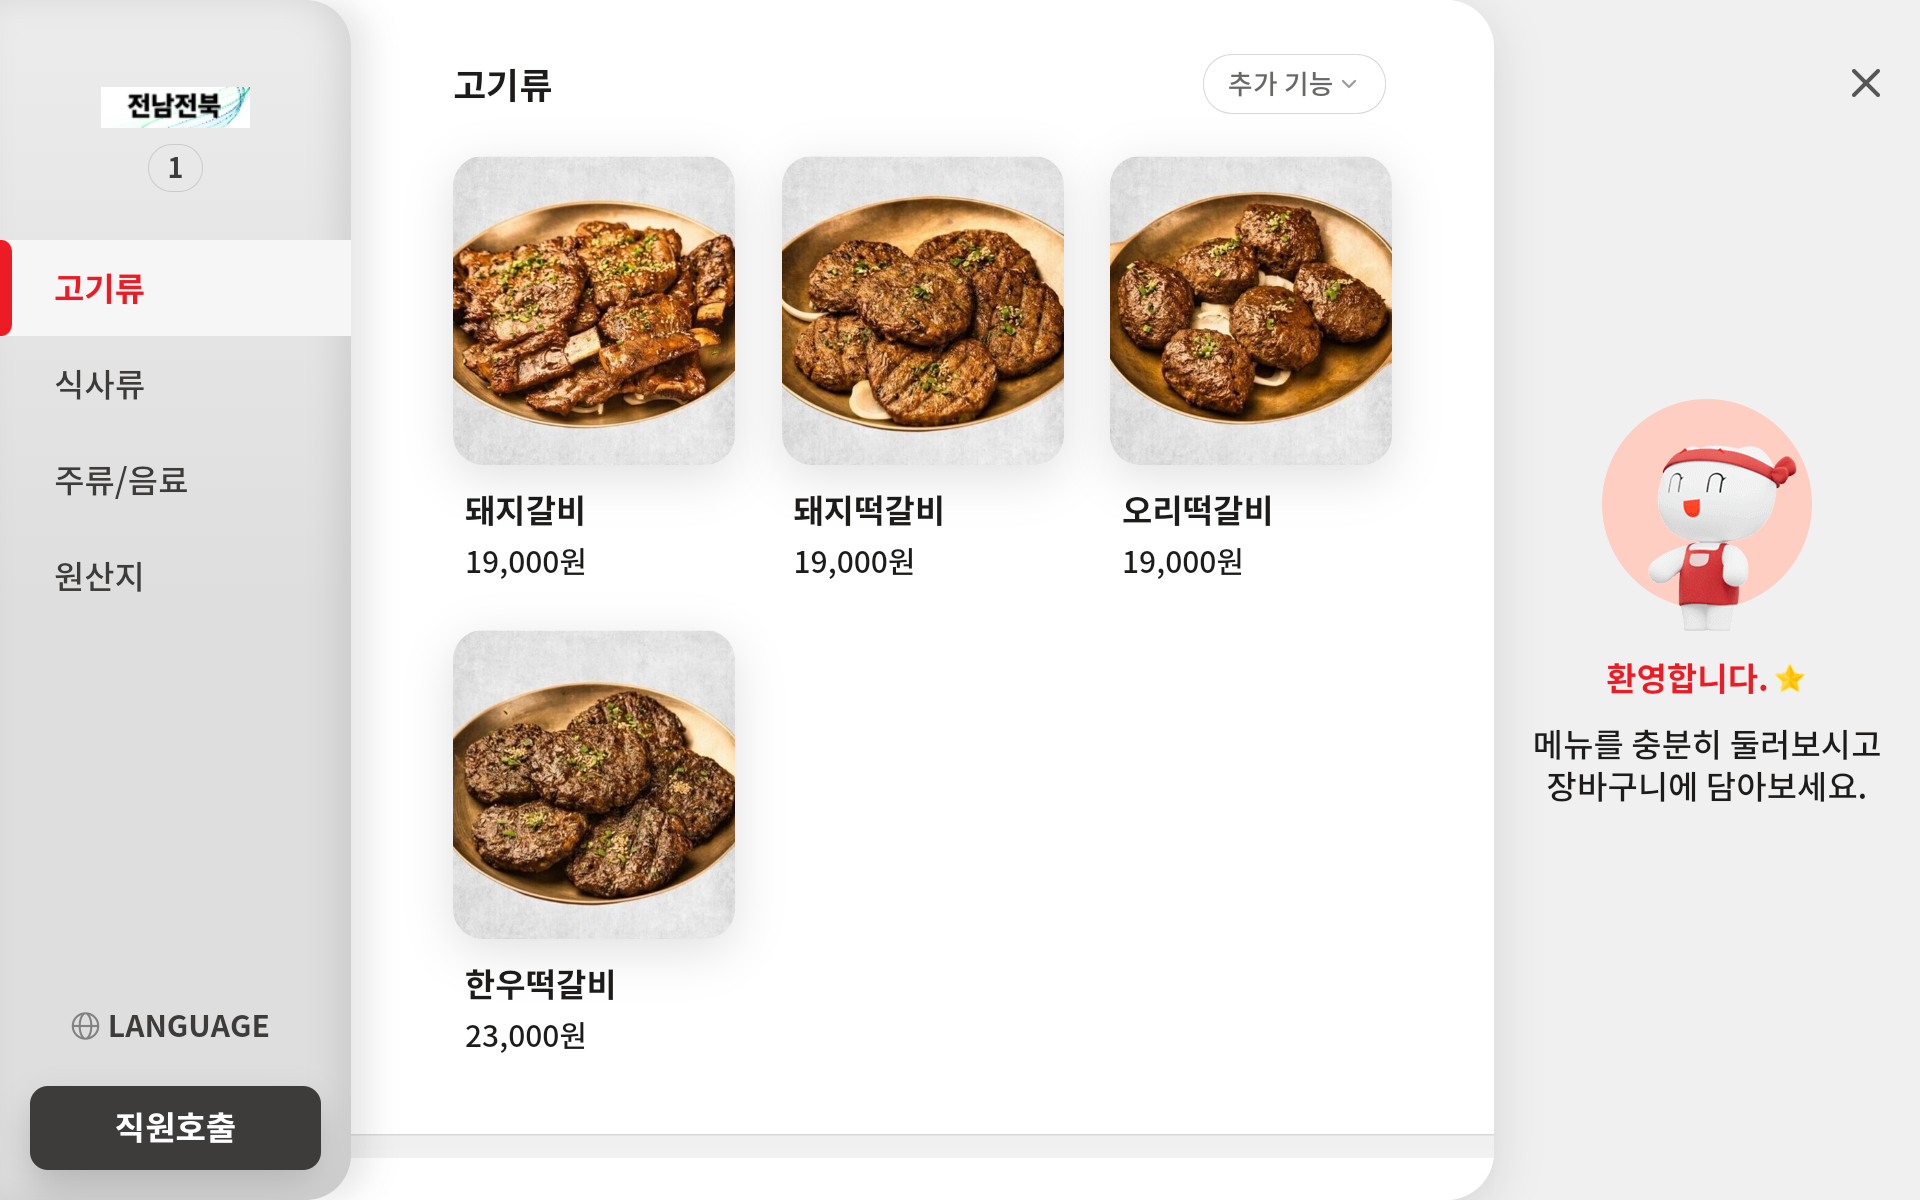 전남전북
1
고기류
식사류
주류/음료
원산지
LANGUAGE
직원호출
고기류
추가 기능
돼지갈비
19,000원
돼지떡갈비
19,000원
오리떡갈비
19,000원
한우떡갈비
23,000원
환영합니다.
메뉴를 충분히 둘러보시고
장바구니에 담아보세요.